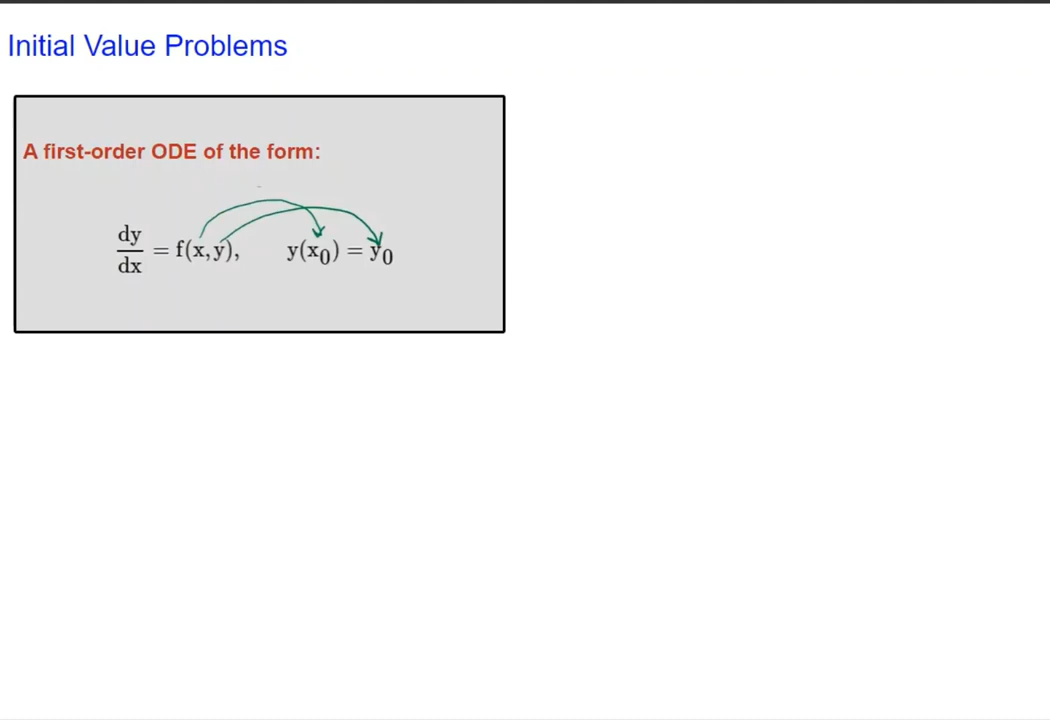 Initial Value Problems
A first-order ODE of the form:
dy/dx = f(x,y), y(x₀) = y₀